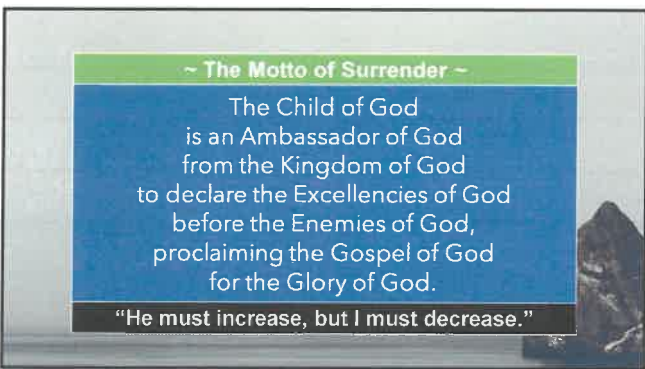 ~ The Motto of Surrender ~
The Child of God
is an Ambassador of God
from the Kingdom of God
to declare the Excellencies of God
before the Enemies of God,
proclaiming the Gospel of God
for the Glory of God.
“He must increase, but I must decrease.”